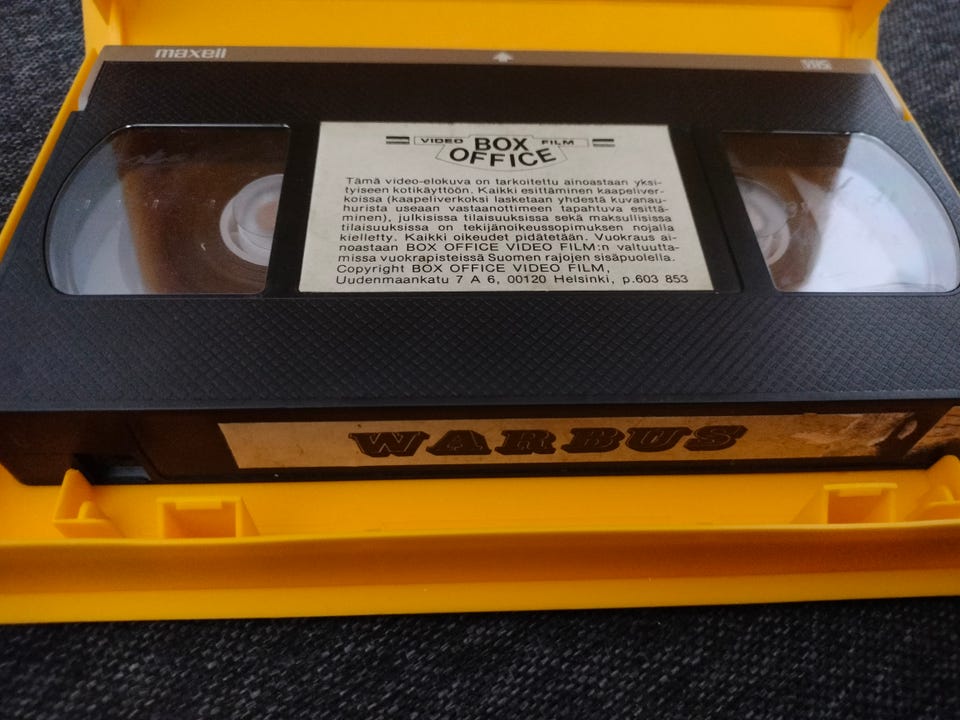 maxell
VHS
VIDEO BOX FILM
OFFICE
Tämä video-elokuva on tarkoitettu ainoastaan yksi-
tyiseen kotikäyttöön. Kaikki esittäminen kaapeliver-
koissa (kaapeliverkoksi lasketaan yhdestä kuvanau-
hurista useaan vastaanottimeen tapahtuva esittä-
minen), julkisissa tilaisuuksissa sekä maksullisissa
tilaisuuksissa on tekijänoikeussopimuksen nojalla
kielletty. Kaikki oikeudet pidätetään. Vuokraus ai-
noastaan BOX OFFICE VIDEO FILM:n valtuutta-
missa vuokrapisteissä Suomen rajojen sisäpuolella.
Copyright BOX OFFICE VIDEO FILM,
Uudenmaankatu 7 A 6, 00120 Helsinki, p.603 853
WARBUS